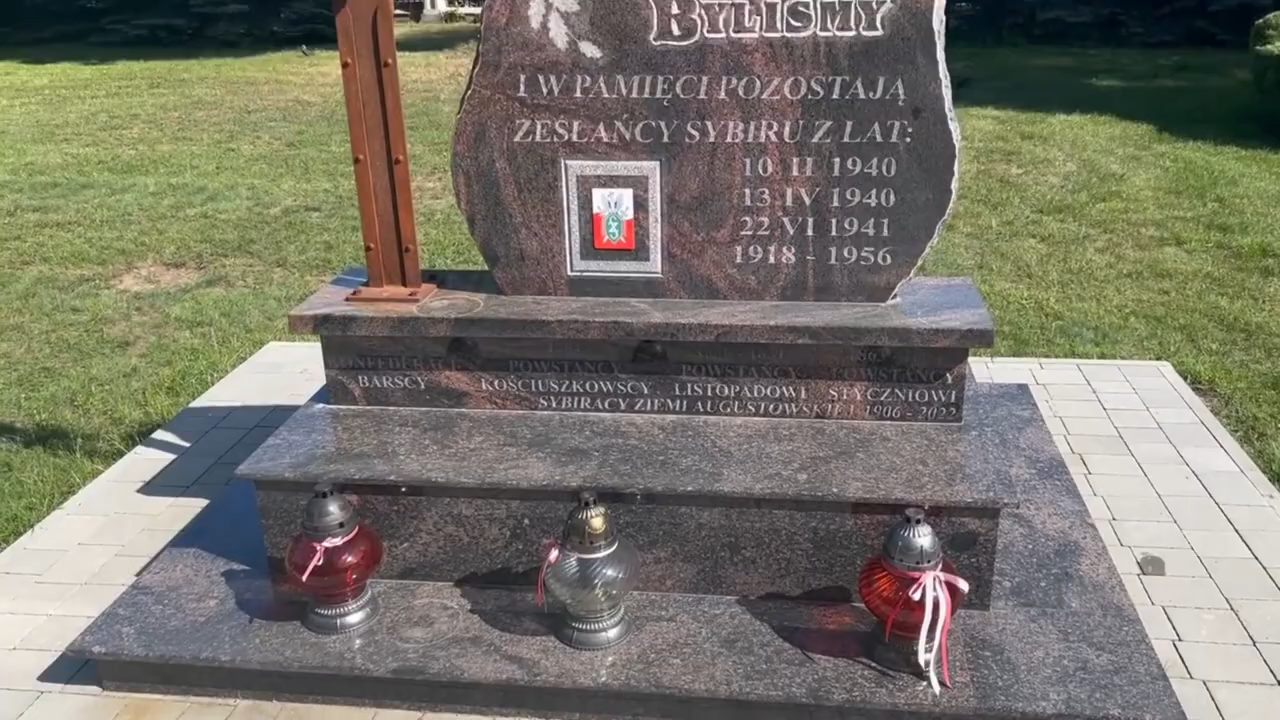 BYLIŚMY
I W PAMIĘCI POZOSTAJĄ
ZESŁAŃCY SYBIRU Z LAT:
10 II 1940
13 IV 1940
22 VI 1941
1918 - 1956
POWSTAŃCY POWSTAŃCY POWSTAŃCY
BARSCY KOŚCIUSZKOWSCY LISTOPADOWI STYCZNIOWI
SYBIRACY ZIEMI AUGUSTOWSKIEJ 1906 - 2022